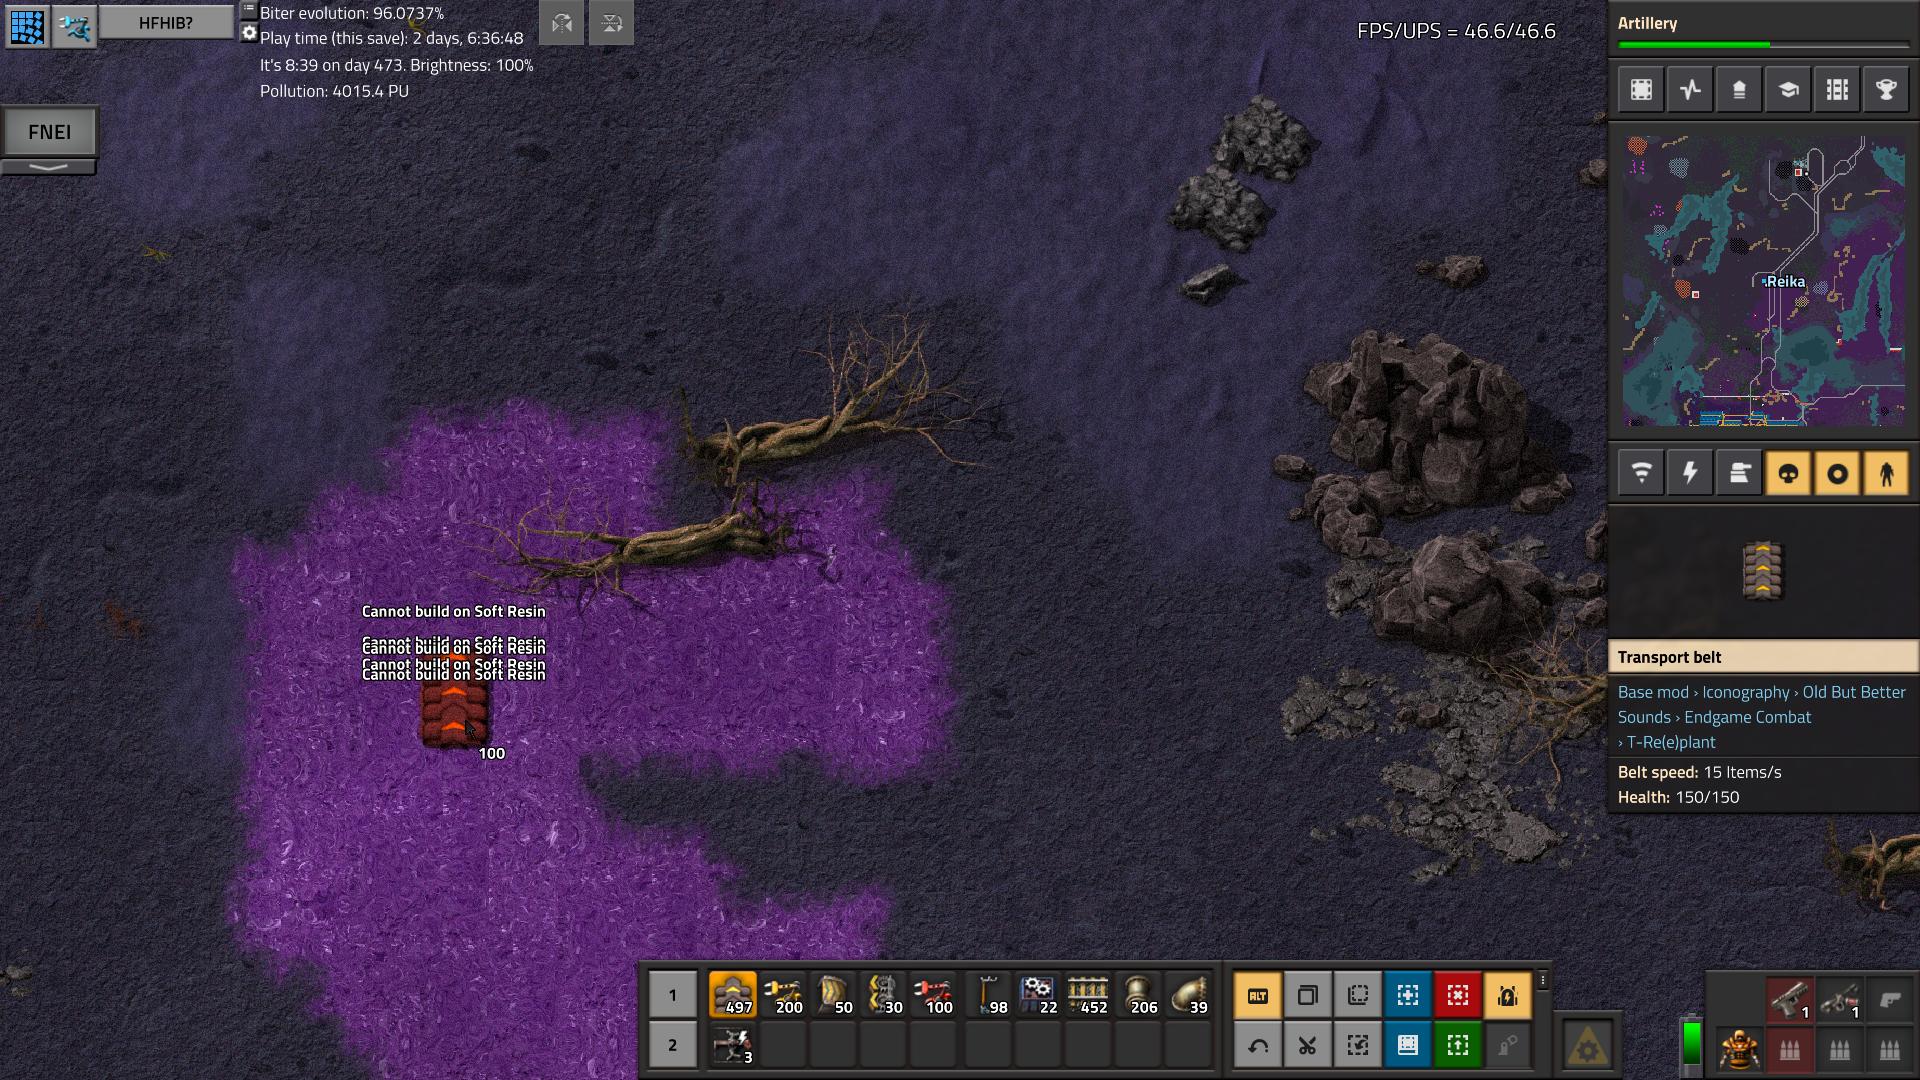 HFHIB?
Biter evolution: 96.0737%
Play time (this save): 2 days, 6:36:48
It's 8:39 on day 473. Brightness: 100%
Pollution: 4015.4 PU
FPS/UPS = 46.6/46.6
FNEI
Artillery
Reika
Cannot build on Soft Resin
Cannot build on Soft Resin
Cannot build on Soft Resin
Cannot build on Soft Resin
Cannot build on Soft Resin
100
Transport belt
Base mod › Iconography › Old But Better
Sounds › Endgame Combat
› T-Re(e)plant
Belt speed: 15 Items/s
Health: 150/150
1
497
200
50
30
100
98
22
452
206
39
ALT
2
3
1
1